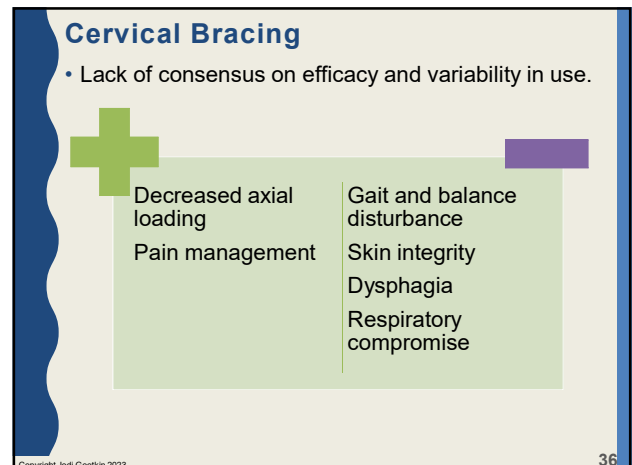 Cervical Bracing
• Lack of consensus on efficacy and variability in use.
Decreased axial
loading
Pain management
Gait and balance
disturbance
Skin integrity
Dysphagia
Respiratory
compromise
Copyright Jodi Gootkin 2023
36